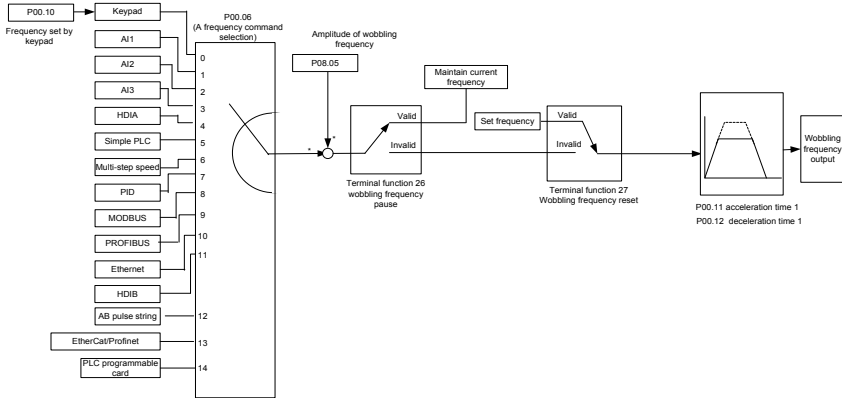 P00.10
Frequency set by
keypad
Keypad
AI1
AI2
AI3
HDIA
Simple PLC
Multi-step speed
PID
MODBUS
PROFIBUS
Ethernet
HDIB
AB pulse string
EtherCat/Profinet
PLC programmable
card
P00.06
(A frequency command
selection)
0
1
2
3
4
5
6
7
8
9
10
11
12
13
14
Amplitude of wobbling
frequency
P08.05
*
*
Maintain current
frequency
Valid
Invalid
Terminal function 26
wobbling frequency
pause
Set frequency
Valid
Invalid
Terminal function 27
Wobbling frequency reset
P00.11 acceleration time 1
P00.12 deceleration time 1
Wobbling
frequency
output